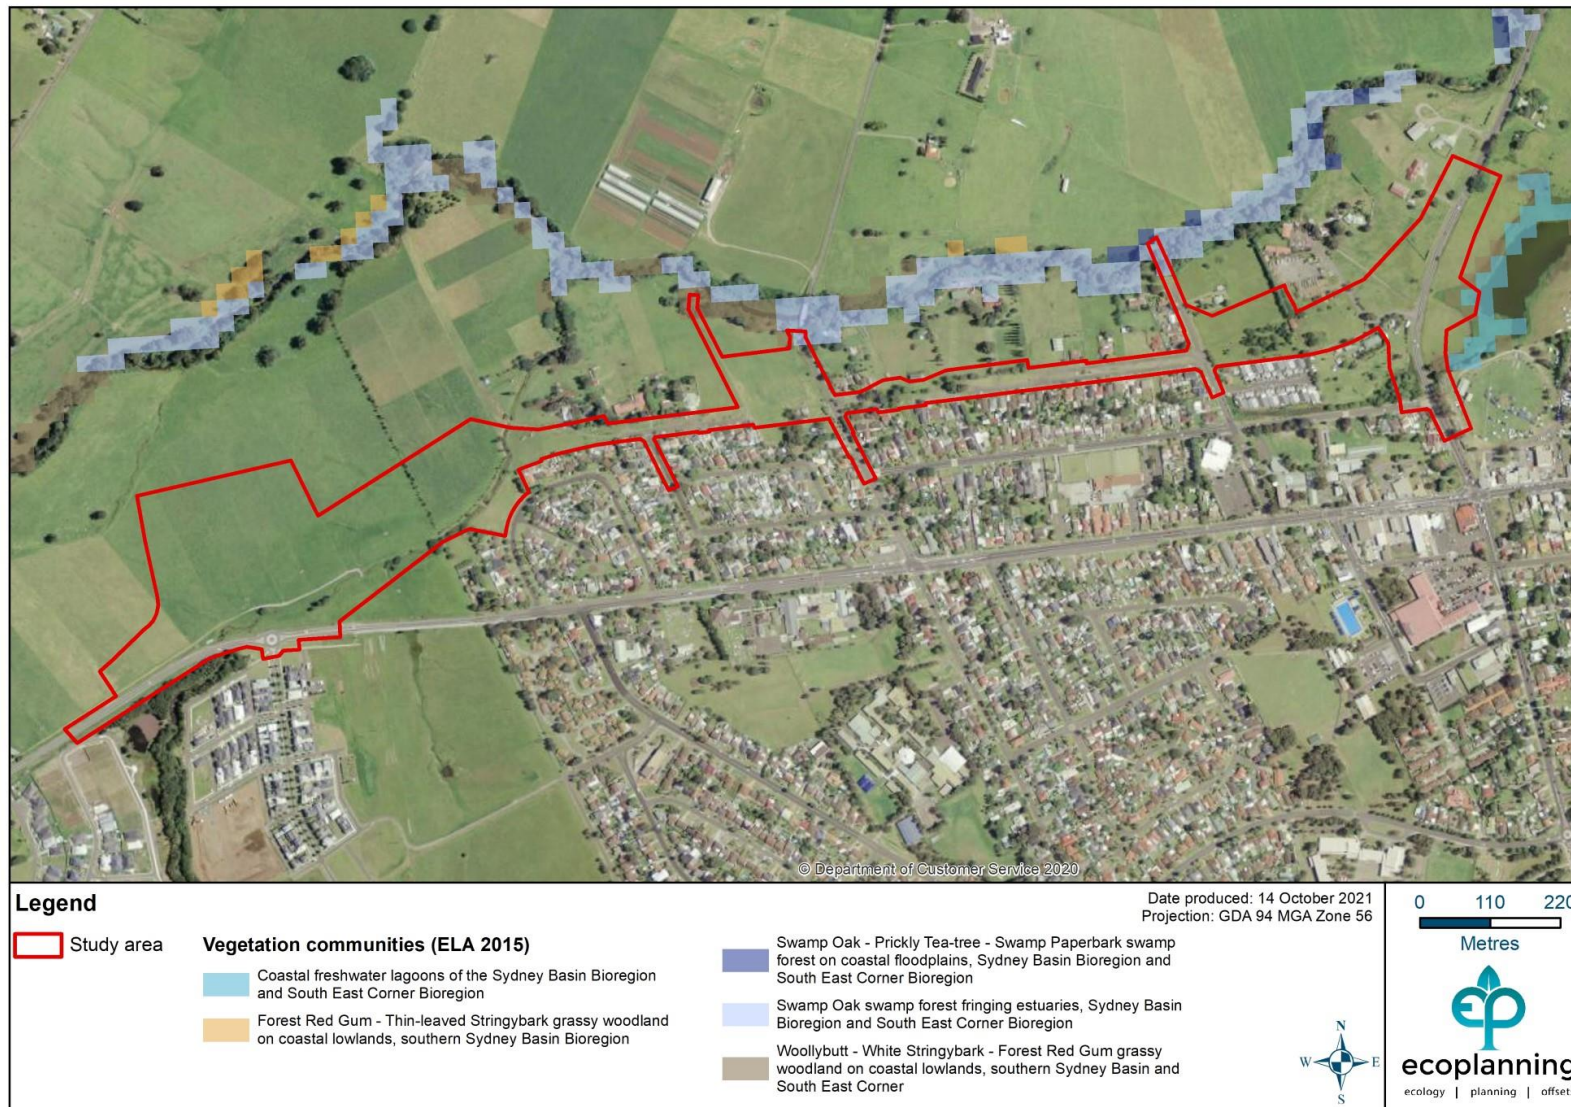 © Department of Customer Service 2020
Legend
Study area
Vegetation communities (ELA 2015)
Coastal freshwater lagoons of the Sydney Basin Bioregion
and South East Corner Bioregion
Forest Red Gum - Thin-leaved Stringybark grassy woodland
on coastal lowlands, southern Sydney Basin Bioregion
Swamp Oak - Prickly Tea-tree - Swamp Paperbark swamp
forest on coastal floodplains, Sydney Basin Bioregion and
South East Corner Bioregion
Swamp Oak swamp forest fringing estuaries, Sydney Basin
Bioregion and South East Corner Bioregion
Woollybutt - White Stringybark - Forest Red Gum grassy
woodland on coastal lowlands, southern Sydney Basin and
South East Corner
Date produced: 14 October 2021
Projection: GDA 94 MGA Zone 56
N
W E
S
0 110 220
Metres
ep
ecoplanning
ecology | planning | offset